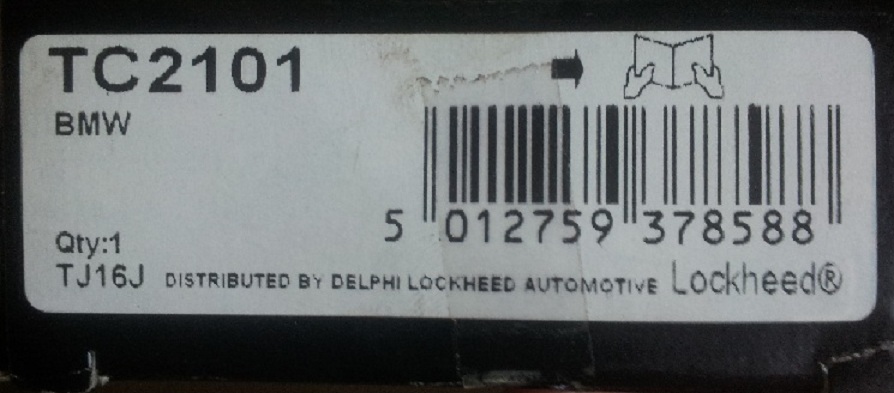 TC2101
BMW
5 012759 378588
Qty:1
TJ16J DISTRIBUTED BY DELPHI LOCKHEED AUTOMOTIVE Lockheed®